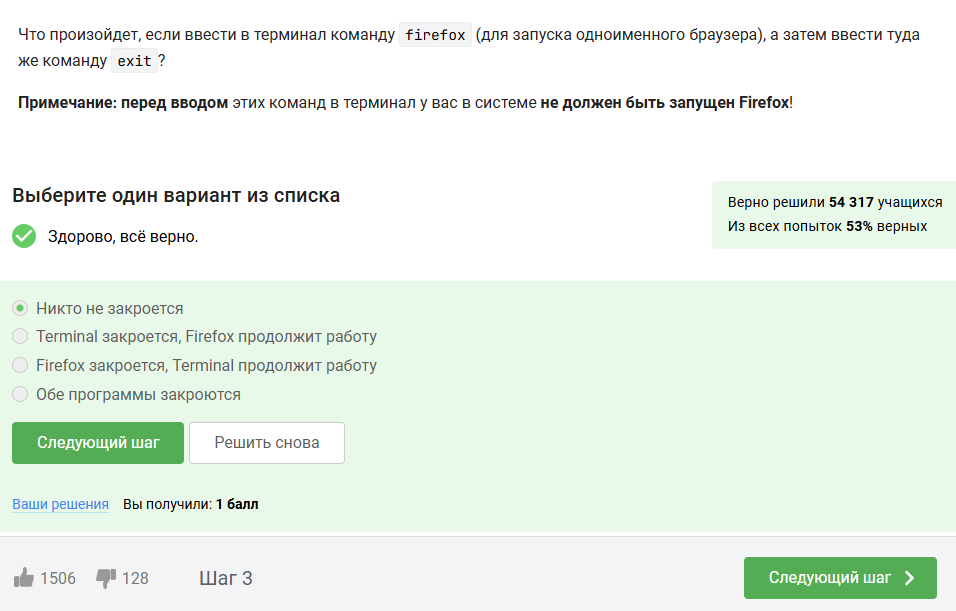 Что произойдет, если ввести в терминал команду firefox (для запуска одноименного браузера), а затем ввести туда
же команду exit?
Примечание: перед вводом этих команд в терминал у вас в системе не должен быть запущен Firefox!
Выберите один вариант из списка
Здорово, всё верно.
Верно решили 54 317 учащихся
Из всех попыток 53% верных
Никто не закроется
Terminal закроется, Firefox продолжит работу
Firefox закроется, Terminal продолжит работу
Обе программы закроются
Следующий шаг
Решить снова
Ваши решения Вы получили: 1 балл
1506 128 Шаг 3 Следующий шаг